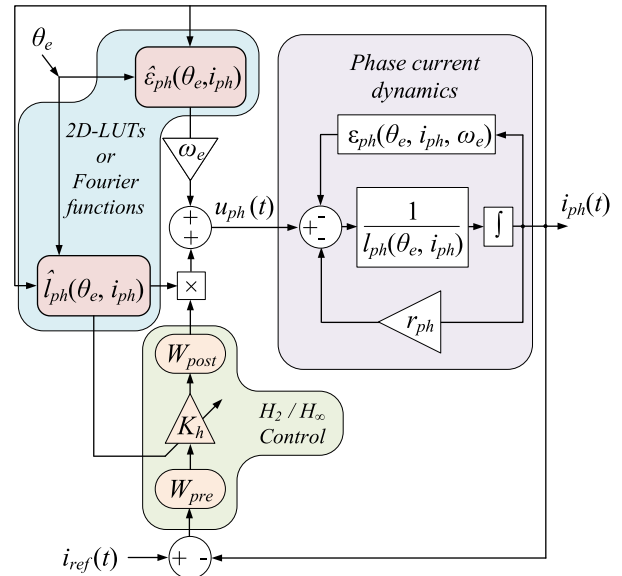 θe
ε̂ph(θe,iph)
2D-LUTs
or
Fourier
functions
ωe
+
+
uph(t)
l̂ph(θe, iph)
×
Phase current
dynamics
εph(θe, iph, ωe)
+
-
-
1
lph(θe, iph)
∫
iph(t)
rph
Wpost
Kh
H2 / H∞
Control
Wpre
iref(t)
+ -